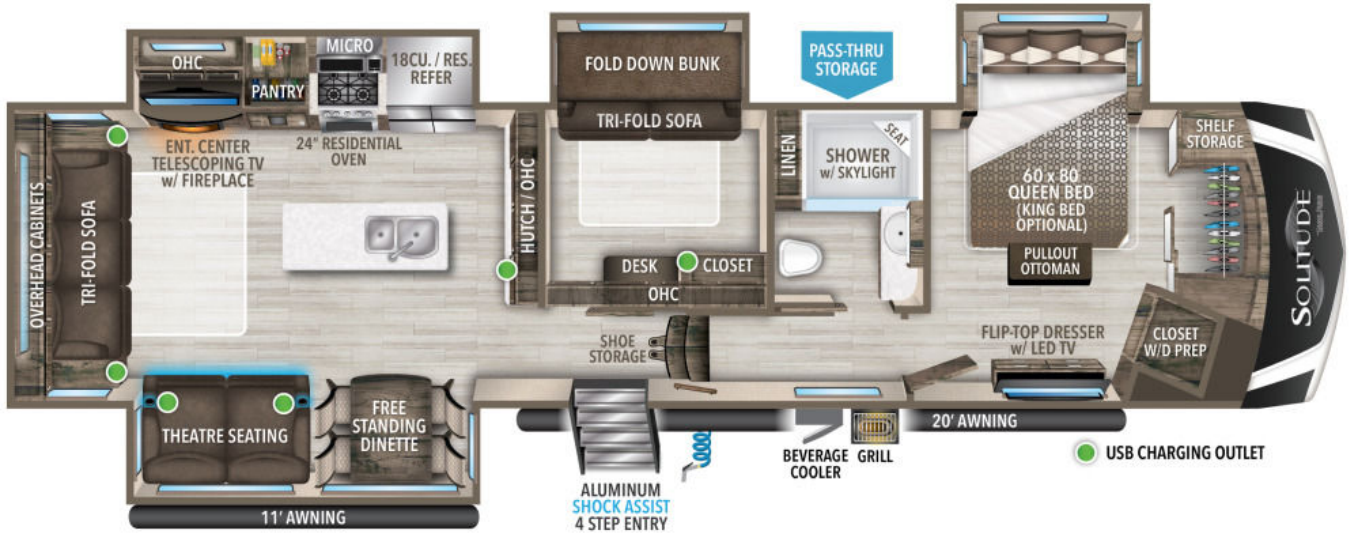 OHC
PANTRY
MICRO
18CU. / RES.
REFER
ENT. CENTER
TELESCOPING TV
w/ FIREPLACE
24" RESIDENTIAL
OVEN
OVERHEAD CABINETS
TRI-FOLD SOFA
HUTCH / OHC
FOLD DOWN BUNK
TRI-FOLD SOFA
DESK
CLOSET
OHC
PASS-THRU
STORAGE
LINEN
SEAT
SHOWER
w/ SKYLIGHT
60 x 80
QUEEN BED
(KING BED
OPTIONAL)
PULLOUT
OTTOMAN
SHELF
STORAGE
SOLITUDE
SHOE
STORAGE
FLIP-TOP DRESSER
w/ LED TV
CLOSET
W/D PREP
THEATRE SEATING
FREE
STANDING
DINETTE
11' AWNING
ALUMINUM
SHOCK ASSIST
4 STEP ENTRY
BEVERAGE
COOLER
GRILL
20' AWNING
USB CHARGING OUTLET